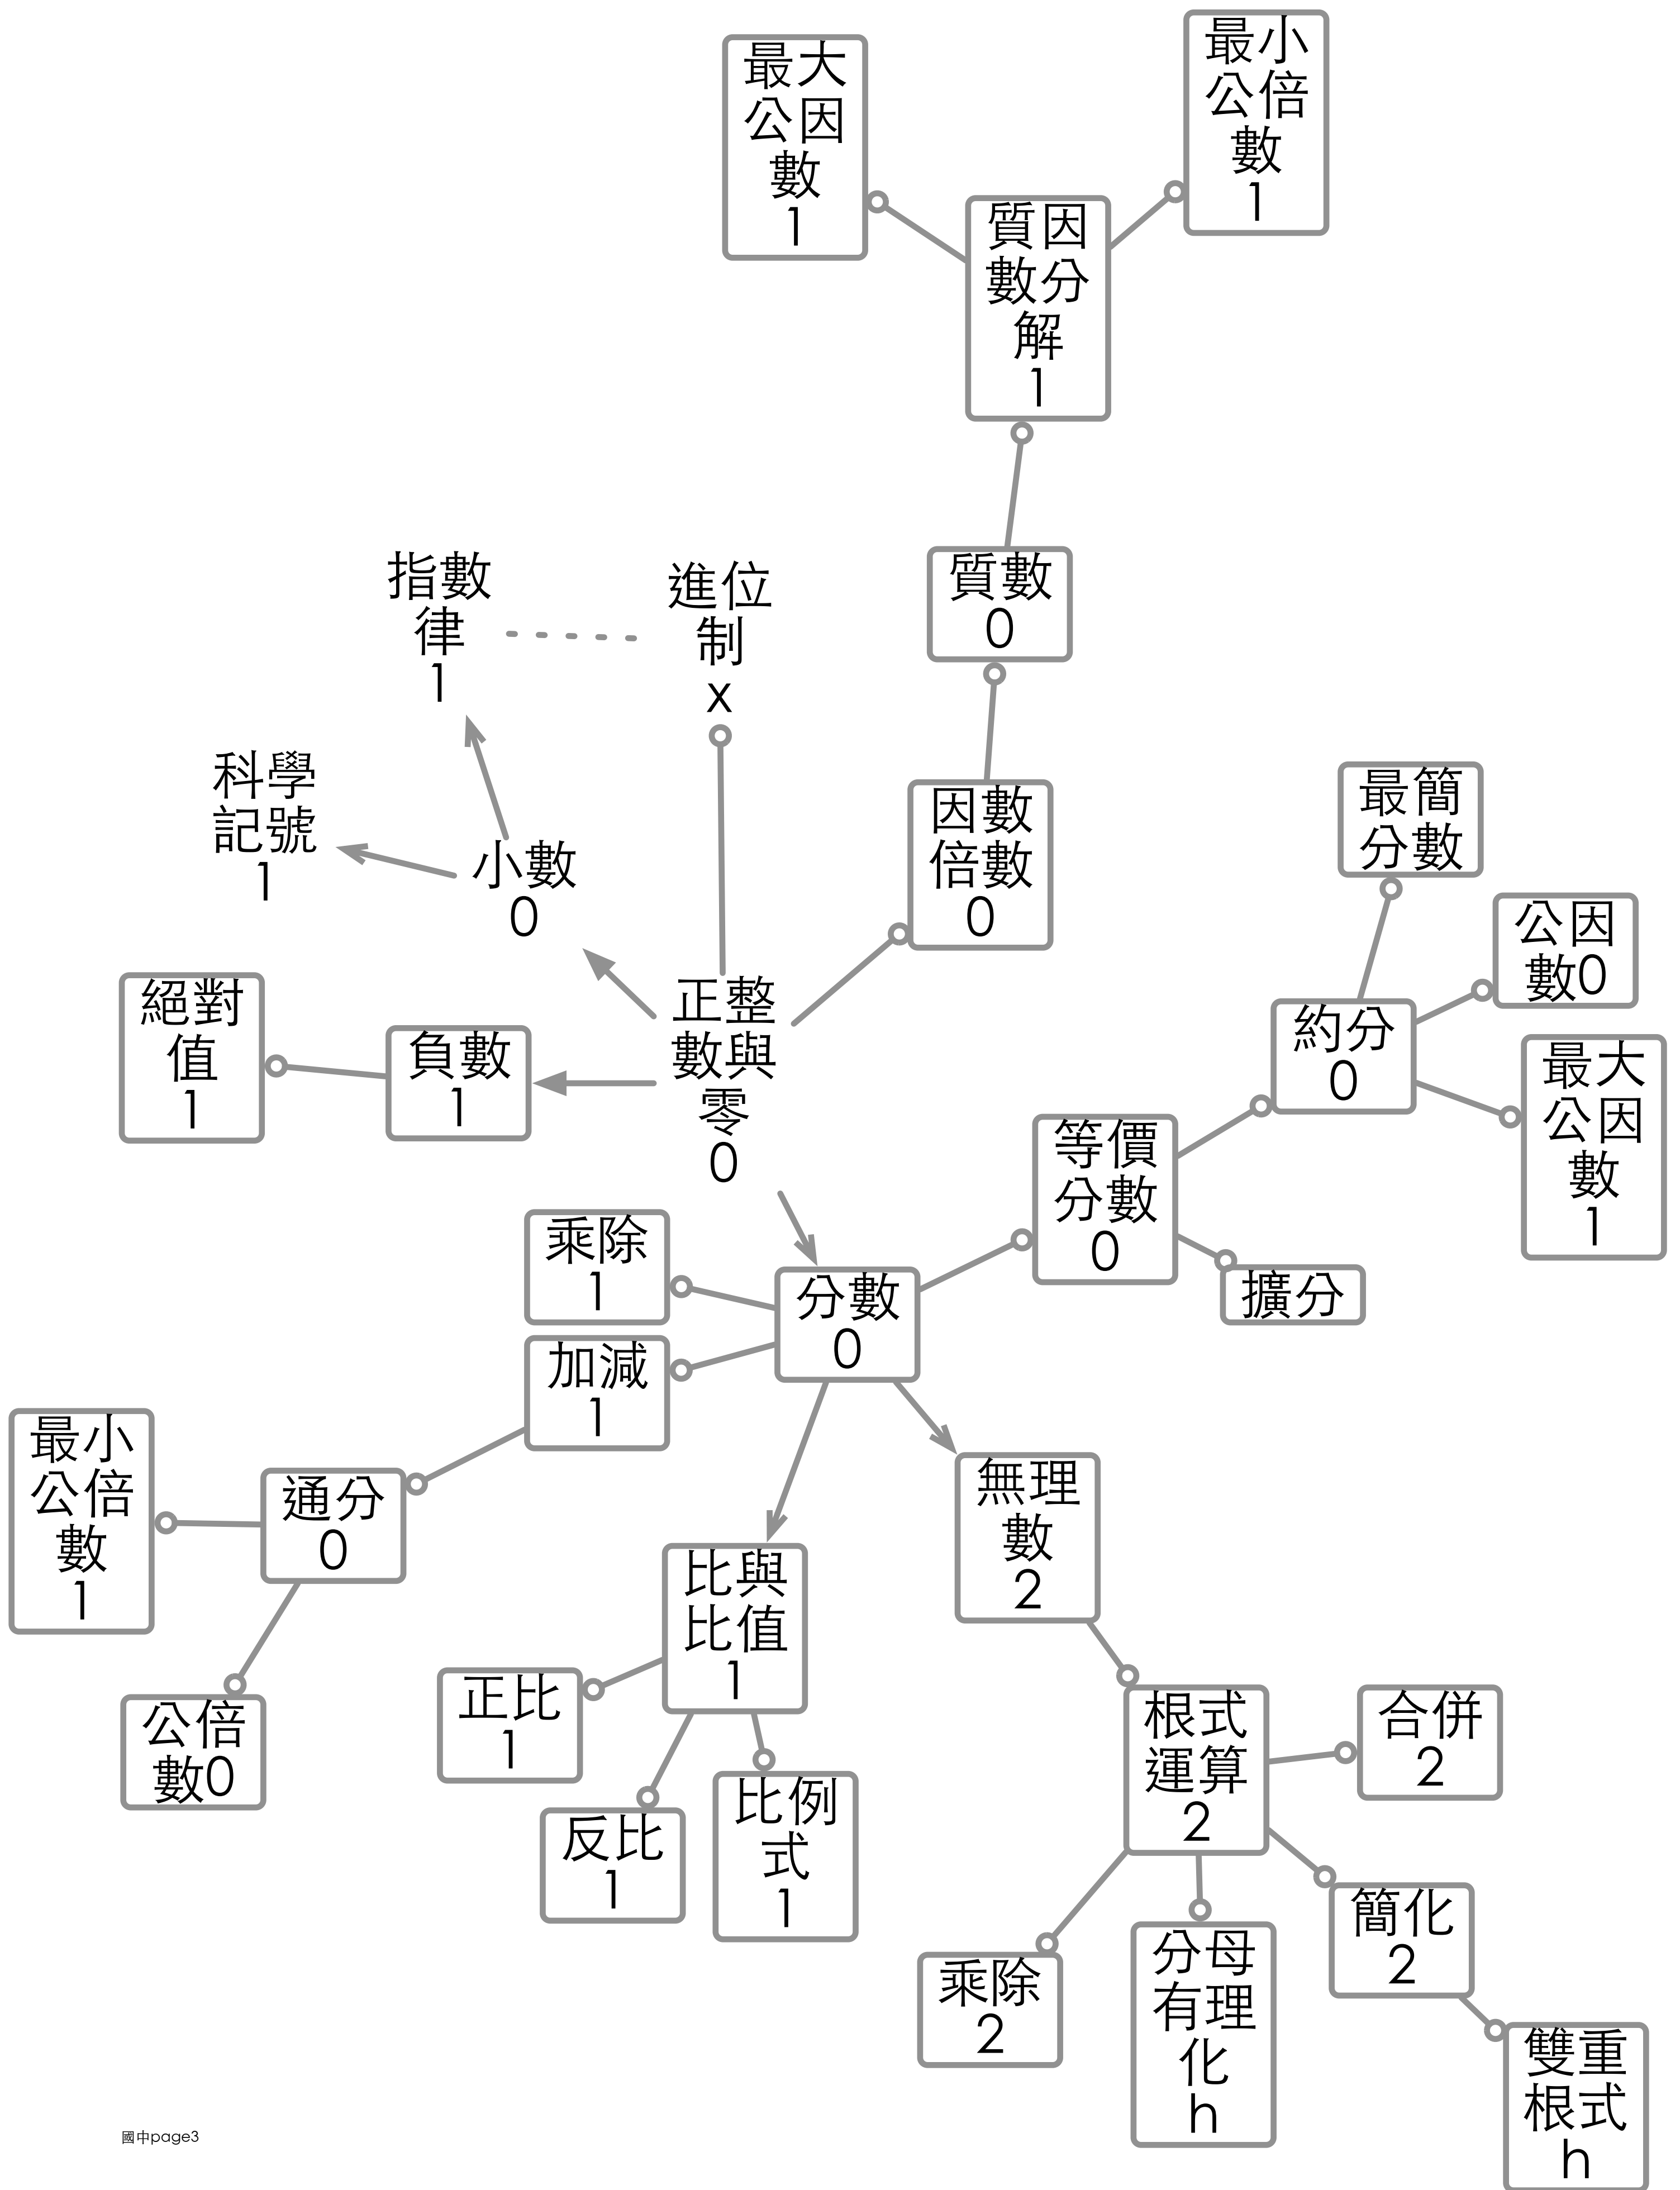 最小
公倍
數
1
最大
公因
數
1
質因
數分
解
1
質數
0
指數
律
1
進位
制
x
科學
記號
1
小數
0
因數
倍數
0
最簡
分數
公因
數0
約分
0
最大
公因
數
1
絕對
值
1
負數
1
正整
數與
零
0
等價
分數
0
擴分
乘除
1
分數
0
加減
1
最小
公倍
數
1
通分
0
公倍
數0
無理
數
2
比與
比值
1
正比
1
反比
1
比例
式
1
根式
運算
2
合併
2
簡化
2
乘除
2
分母
有理
化
h
雙重
根式
h
國中page3